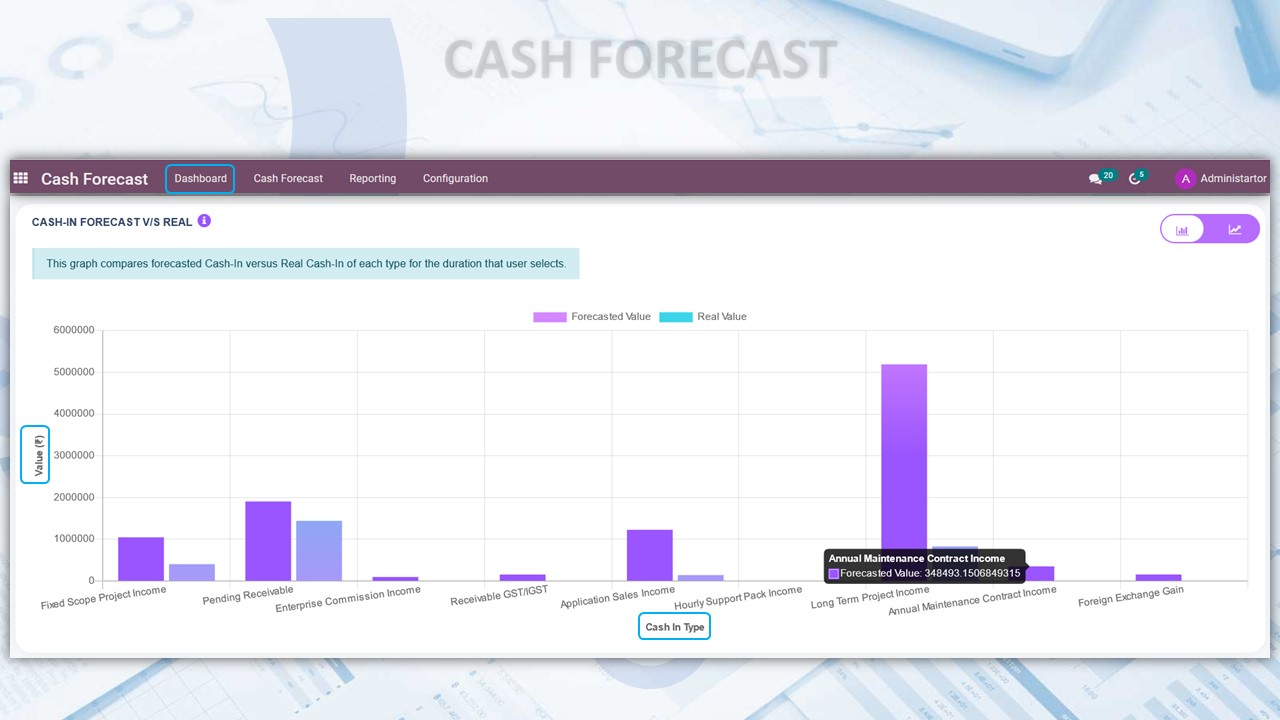 CASH FORECAST
Cash Forecast Dashboard Cash Forecast Reporting Configuration 20 5 A Administartor
CASH-IN FORECAST V/S REAL
This graph compares forecasted Cash-In versus Real Cash-In of each type for the duration that user selects.
Forecasted Value Real Value
Value (₹)
6000000
5000000
4000000
3000000
2000000
1000000
0
Annual Maintenance Contract Income
Forecasted Value: 348493.1506849315
Fixed Scope Project Income
Pending Receivable
Enterprise Commission Income
Receivable GST/IGST
Application Sales Income
Hourly Support Pack Income
Long Term Project Income
Annual Maintenance Contract Income
Foreign Exchange Gain
Cash In Type